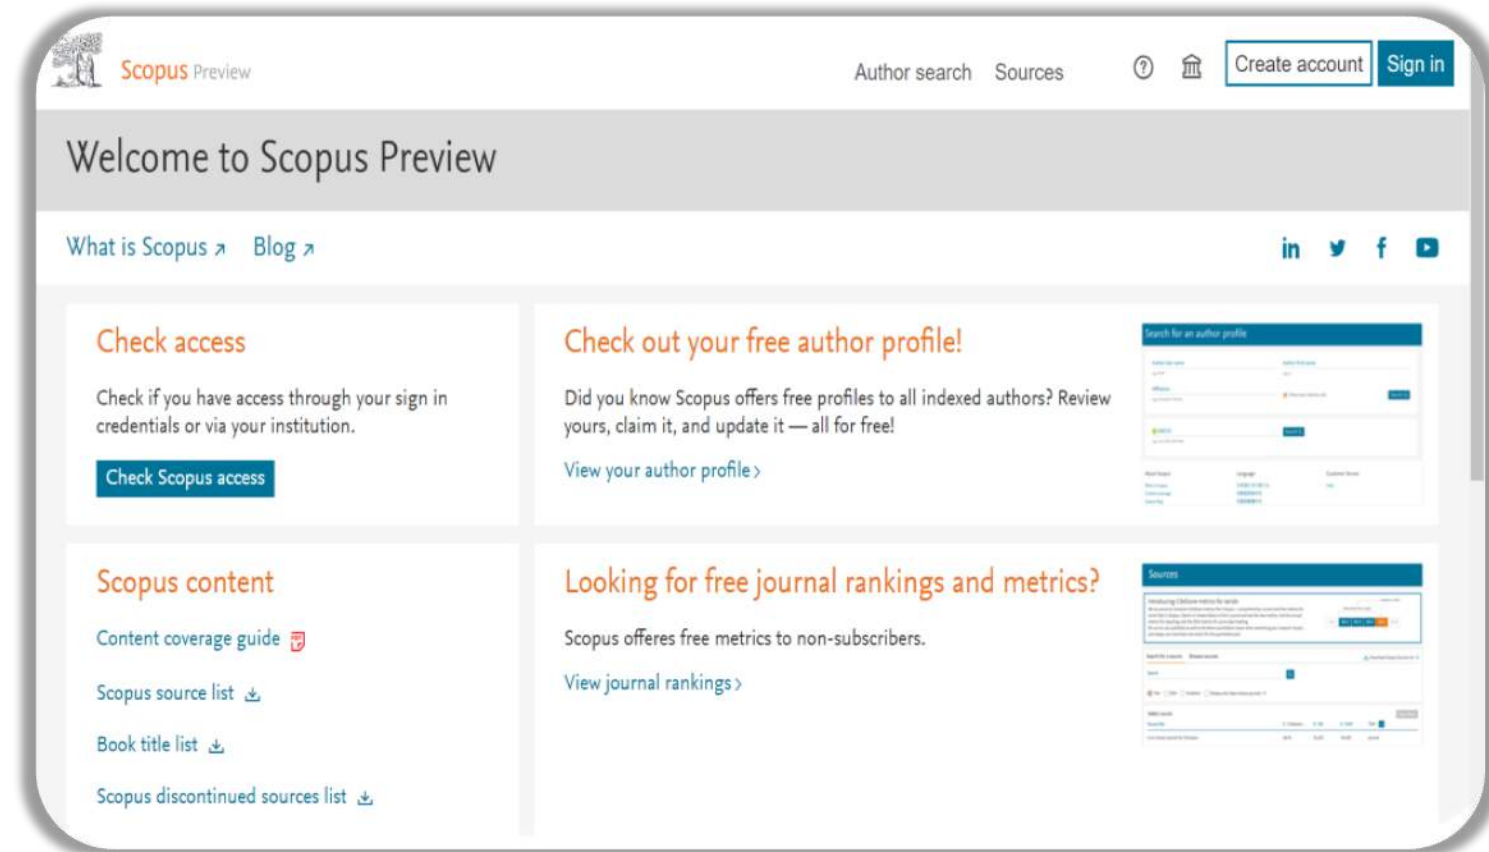 Scopus Preview
Author search Sources
Create account
Sign in
Welcome to Scopus Preview
What is Scopus
Blog
in
Check access
Check if you have access through your sign in
credentials or via your institution.
Check Scopus access
Check out your free author profile!
Did you know Scopus offers free profiles to all indexed authors? Review
yours, claim it, and update it — all for free!
View your author profile
Search for an author profile
Scopus content
Content coverage guide
Scopus source list
Book title list
Scopus discontinued sources list
Looking for free journal rankings and metrics?
Scopus offeres free metrics to non-subscribers.
View journal rankings
Sources